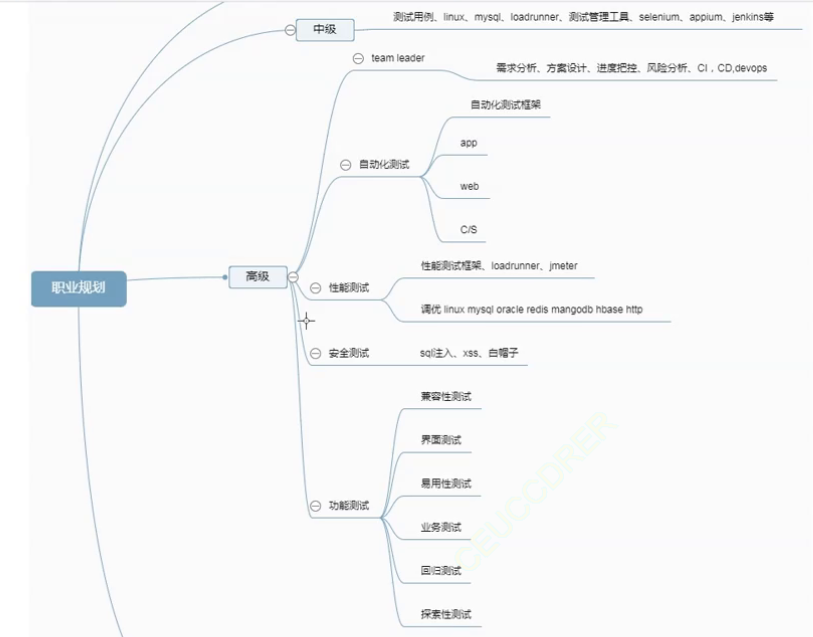 中级
测试用例、linux、mysql、loadrunner、测试管理工具、selenium、appium、jenkins等
team leader
需求分析、方案设计、进度把控、风险分析、CI，CD,devops
自动化测试框架
app
自动化测试
web
C/S
职业规划
高级
性能测试框架、loadrunner、jmeter
性能测试
调优 linux mysql oracle redis mangodb hbase http
安全测试
sql注入、xss、白帽子
兼容性测试
界面测试
易用性测试
功能测试
业务测试
回归测试
探素性测试
CEUCCDRER